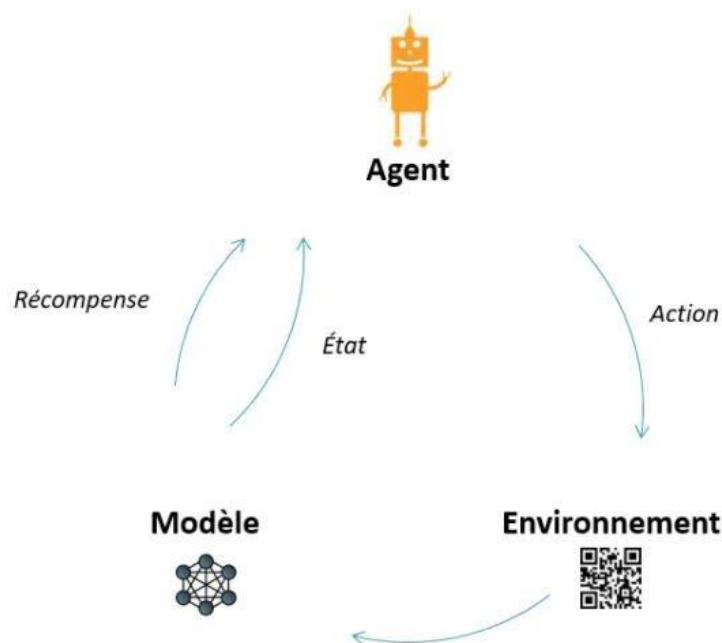 Agent
Récompense
État
Action
Modèle
Environnement